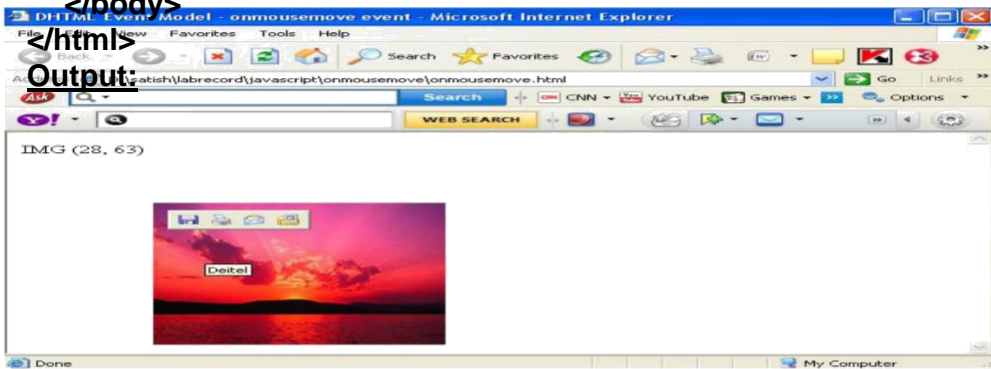 </body>
DHTML Event Model - onmousemove event - Microsoft Internet Explorer
</html>
File Edit View Favorites Tools Help
Back Search Favorites
Output:
atish\labrecord\javascript\onmousemove\onmousemove.html Go Links »
Ask Search CNN YouTube Games » Options
Y! WEB SEARCH »
IMG (28, 63)
Deitel
Done My Computer